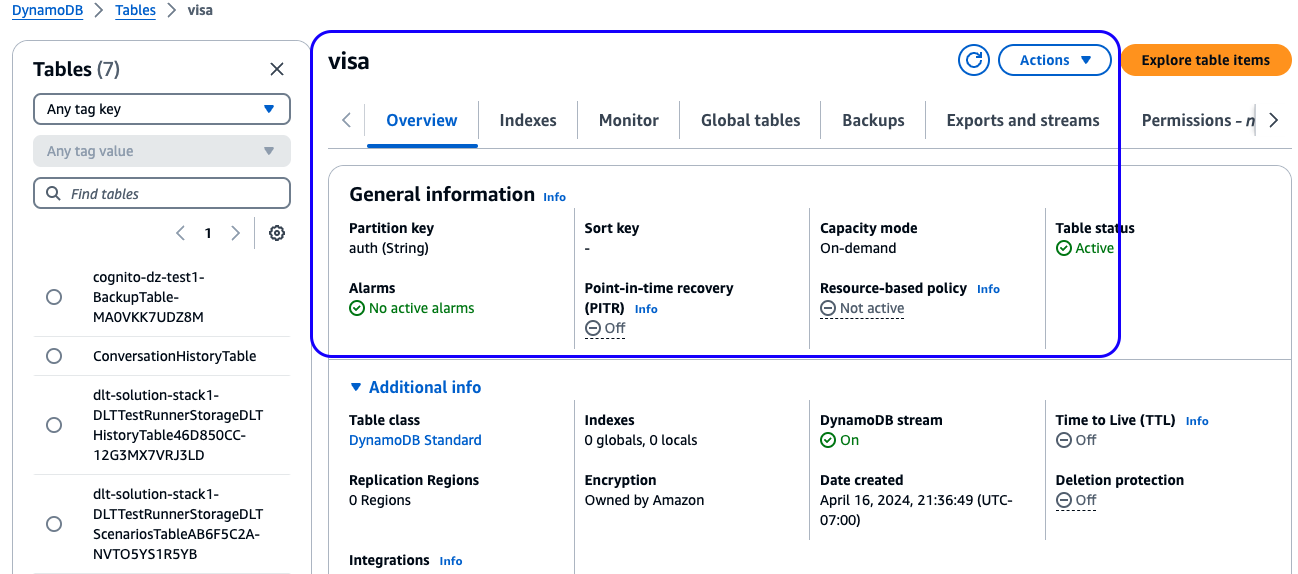 DynamoDB > Tables > visa
Tables (7)
Any tag key
Any tag value
Find tables
1
cognito-dz-test1-
BackupTable-
MA0VKK7UDZ8M
ConversationHistoryTable
dlt-solution-stack1-
DLTTestRunnerStorageDLT
HistoryTable46D850CC-
12G3MX7VRJ3LD
dlt-solution-stack1-
DLTTestRunnerStorageDLT
ScenariosTableAB6F5C2A-
NVTO5YS1R5YB
visa
Actions
Explore table items
Overview
Indexes
Monitor
Global tables
Backups
Exports and streams
Permissions - n
General information Info
Partition key
auth (String)
Sort key
-
Capacity mode
On-demand
Table status
Active
Alarms
No active alarms
Point-in-time recovery
(PITR) Info
Off
Resource-based policy Info
Not active
Additional info
Table class
DynamoDB Standard
Indexes
0 globals, 0 locals
DynamoDB stream
On
Time to Live (TTL) Info
Off
Replication Regions
0 Regions
Encryption
Owned by Amazon
Date created
April 16, 2024, 21:36:49 (UTC-
07:00)
Deletion protection
Off
Integrations Info